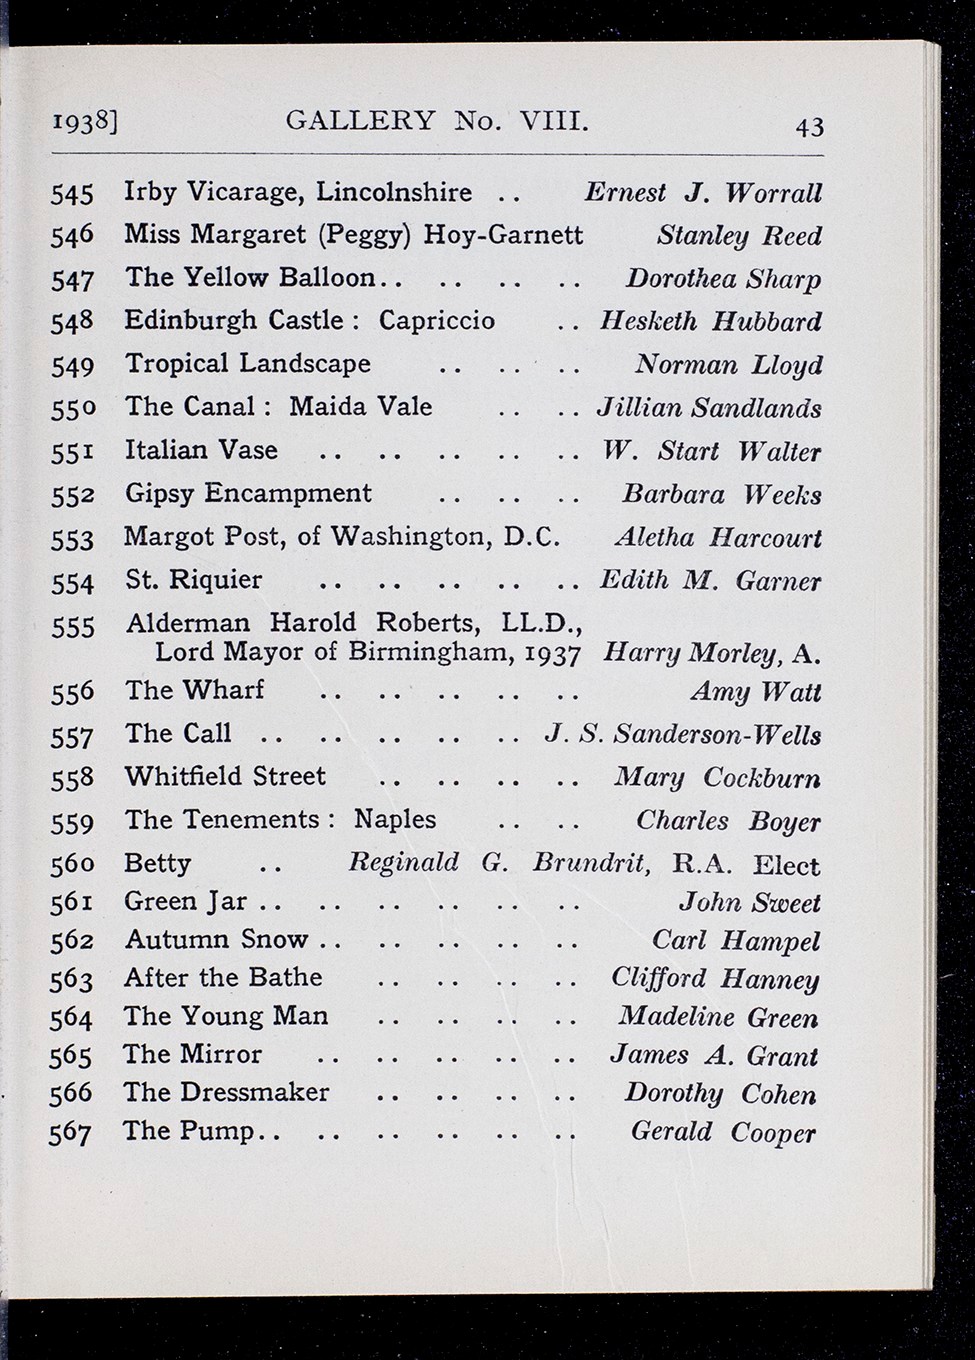 1938] GALLERY No. VIII. 43
545 Irby Vicarage, Lincolnshire .. Ernest J. Worrall
546 Miss Margaret (Peggy) Hoy-Garnett Stanley Reed
547 The Yellow Balloon.. .. .. .. Dorothea Sharp
548 Edinburgh Castle : Capriccio .. Hesketh Hubbard
549 Tropical Landscape .. .. .. Norman Lloyd
550 The Canal : Maida Vale .. .. Jillian Sandlands
551 Italian Vase .. .. .. .. .. W. Start Walter
552 Gipsy Encampment .. .. .. Barbara Weeks
553 Margot Post, of Washington, D.C. Aletha Harcourt
554 St. Riquier .. .. .. .. .. Edith M. Garner
555 Alderman Harold Roberts, LL.D.,
Lord Mayor of Birmingham, 1937 Harry Morley, A.
556 The Wharf .. .. .. .. .. Amy Watt
557 The Call .. .. .. .. .. J. S. Sanderson-Wells
558 Whitfield Street .. .. .. .. Mary Cockburn
559 The Tenements : Naples .. .. Charles Boyer
560 Betty .. Reginald G. Brundrit, R.A. Elect
561 Green Jar .. .. .. .. .. .. John Sweet
562 Autumn Snow .. .. .. .. .. Carl Hampel
563 After the Bathe .. .. .. .. Clifford Hanney
564 The Young Man .. .. .. .. Madeline Green
565 The Mirror .. .. .. .. .. James A. Grant
566 The Dressmaker .. .. .. .. Dorothy Cohen
567 The Pump.. .. .. .. .. .. Gerald Cooper